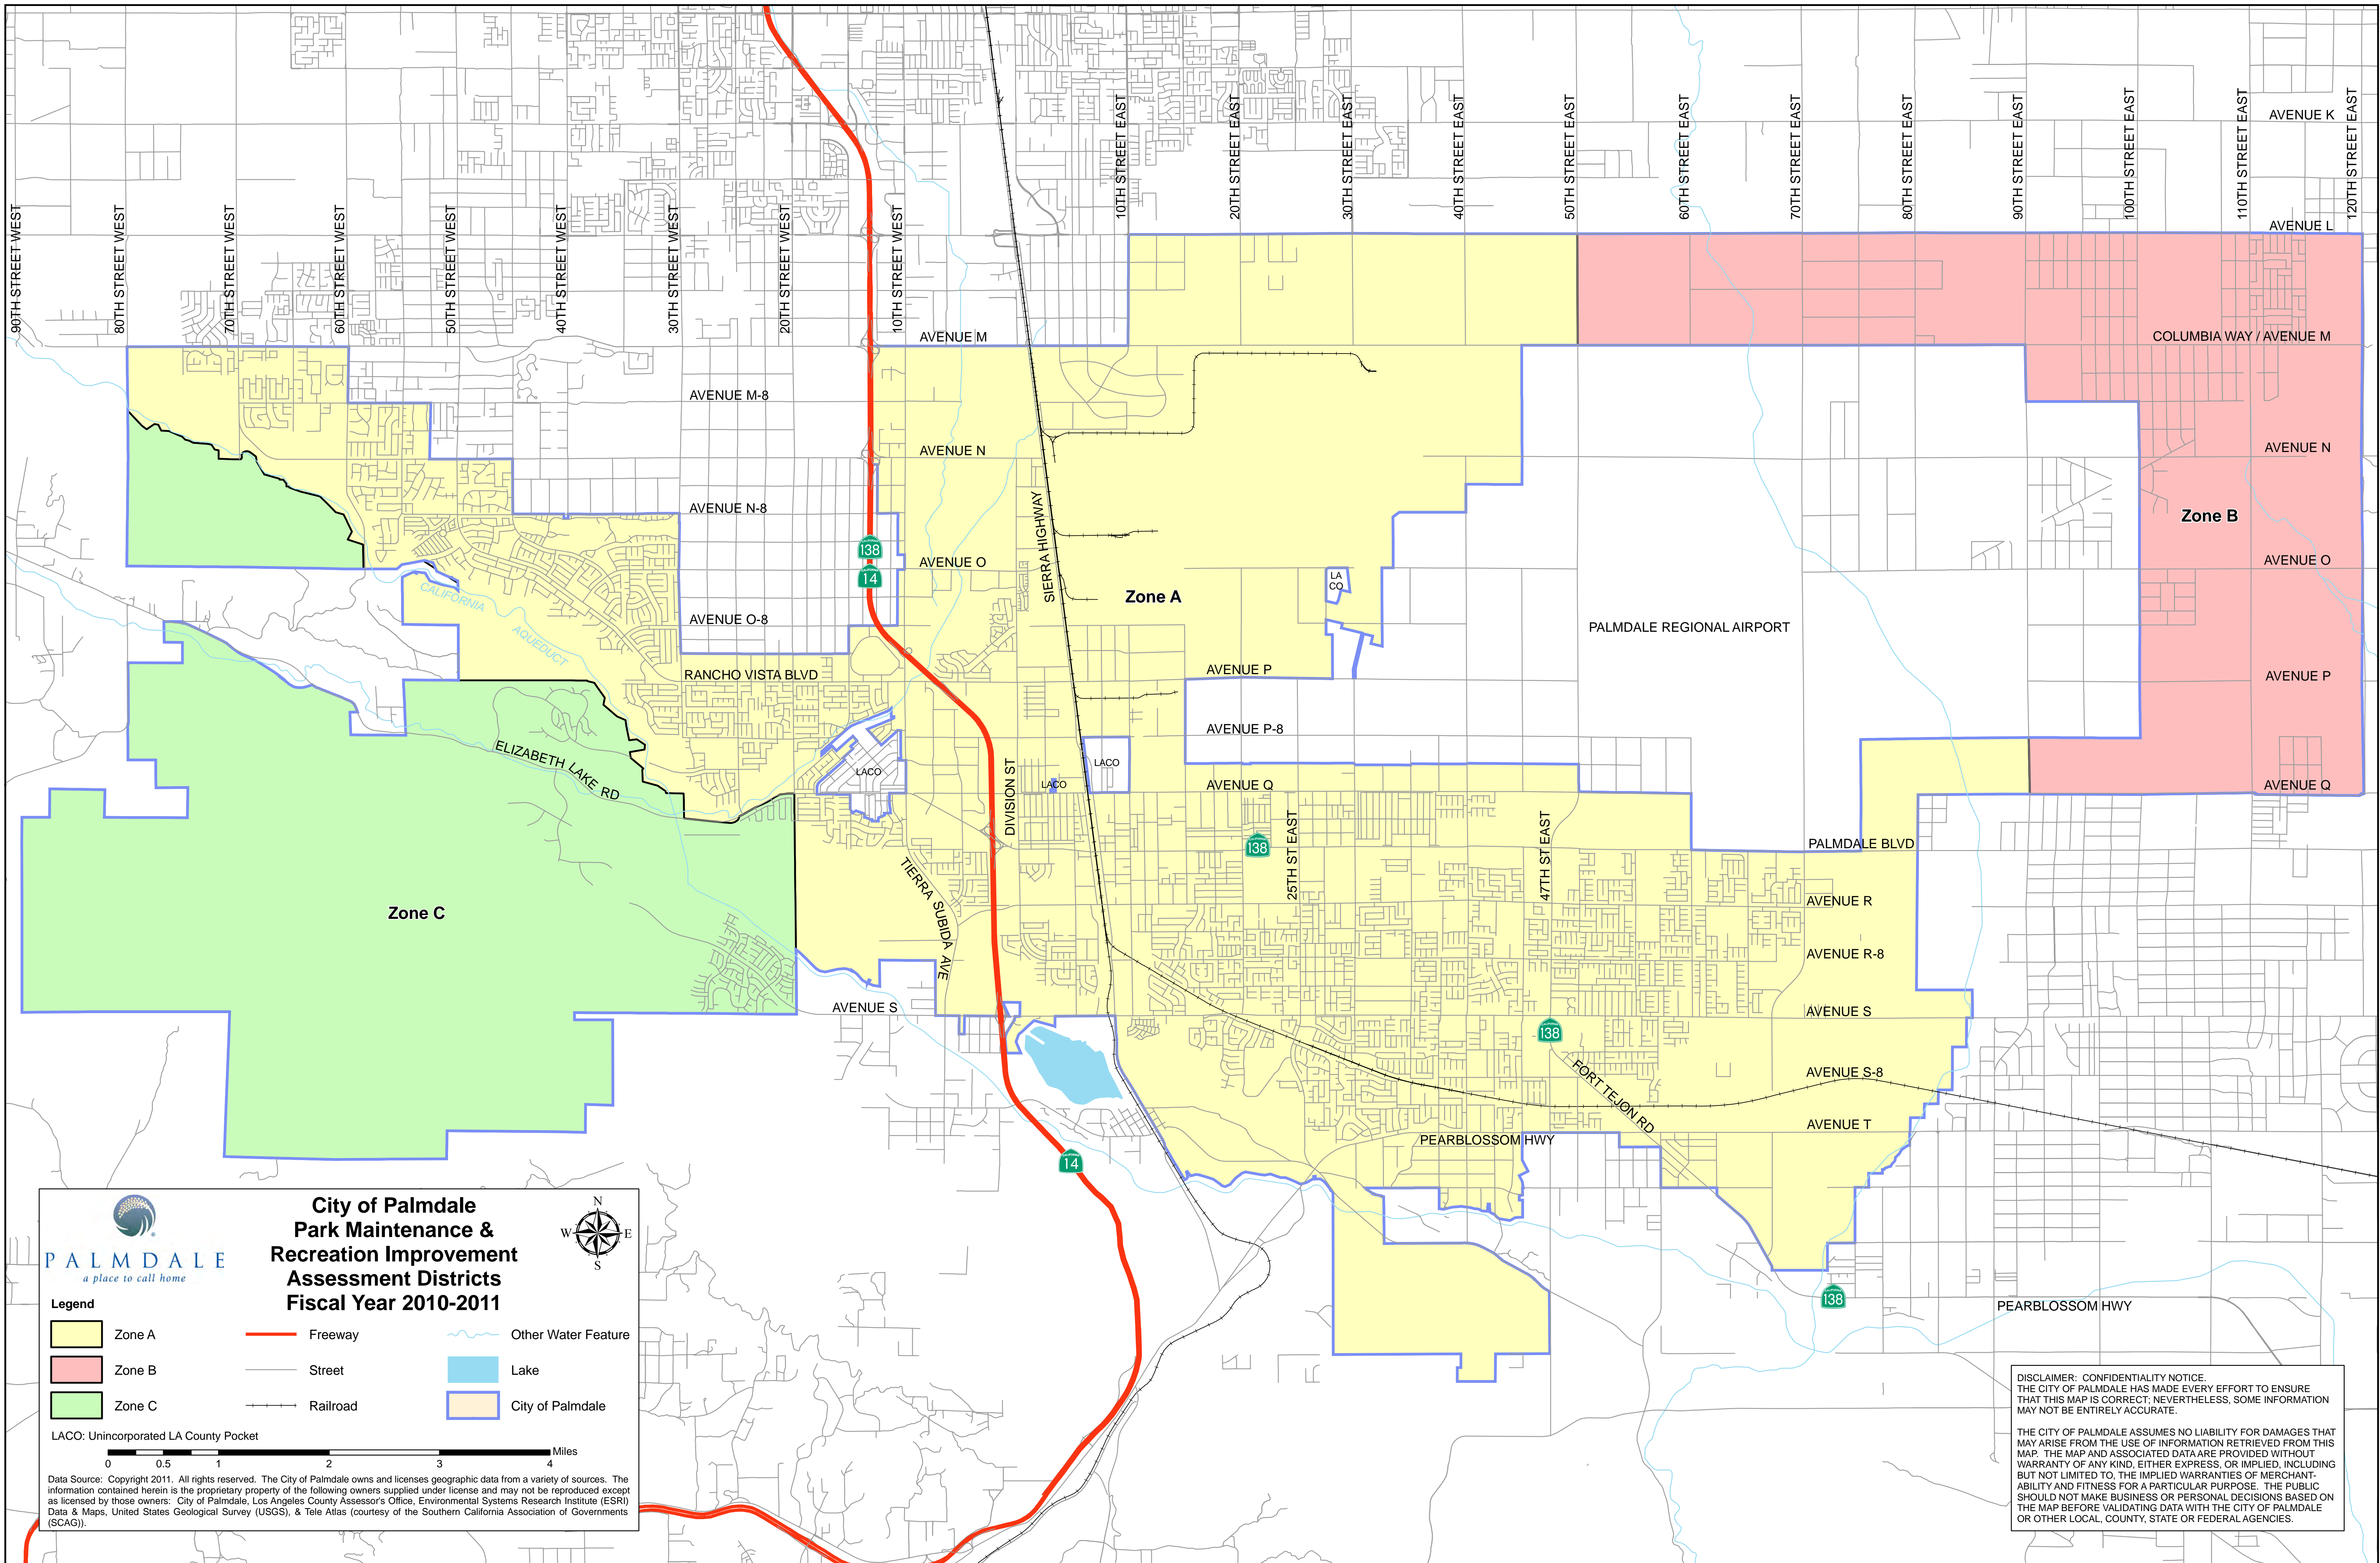 90TH STREET WEST
80TH STREET WEST
70TH STREET WEST
60TH STREET WEST
50TH STREET WEST
40TH STREET WEST
30TH STREET WEST
20TH STREET WEST
10TH STREET WEST
10TH STREET EAST
20TH STREET EAST
30TH STREET EAST
40TH STREET EAST
50TH STREET EAST
60TH STREET EAST
70TH STREET EAST
80TH STREET EAST
90TH STREET EAST
100TH STREET EAST
110TH STREET EAST
120TH STREET EAST
AVENUE K
AVENUE L
AVENUE M
COLUMBIA WAY / AVENUE M
AVENUE M-8
AVENUE N
AVENUE N
AVENUE N-8
SIERRA HIGHWAY
Zone B
138
14
AVENUE O
AVENUE O
LA
CO
CALIFORNIA
AQUEDUCT
Zone A
AVENUE O-8
PALMDALE REGIONAL AIRPORT
RANCHO VISTA BLVD
AVENUE P
AVENUE P
AVENUE P-8
ELIZABETH LAKE RD
LACO
LACO
LACO
DIVISION ST
AVENUE Q
AVENUE Q
138
25TH ST EAST
47TH ST EAST
PALMDALE BLVD
TIERRA SUBIDA AVE
Zone C
AVENUE R
AVENUE R-8
AVENUE S
AVENUE S
138
FORT TEJON RD
AVENUE S-8
AVENUE T
PEARBLOSSOM HWY
14
138
PEARBLOSSOM HWY
PALMDALE
a place to call home
City of Palmdale
Park Maintenance &
Recreation Improvement
Assessment Districts
Fiscal Year 2010-2011
N
W
E
S
Legend
Zone A
Freeway
Other Water Feature
Zone B
Street
Lake
Zone C
Railroad
City of Palmdale
LACO: Unincorporated LA County Pocket
Miles
0 0.5 1 2 3 4
Data Source: Copyright 2011. All rights reserved. The City of Palmdale owns and licenses geographic data from a variety of sources. The
information contained herein is the proprietary property of the following owners supplied under license and may not be reproduced except
as licensed by those owners: City of Palmdale, Los Angeles County Assessor's Office, Environmental Systems Research Institute (ESRI)
Data & Maps, United States Geological Survey (USGS), & Tele Atlas (courtesy of the Southern California Association of Governments
(SCAG)).
DISCLAIMER: CONFIDENTIALITY NOTICE.
THE CITY OF PALMDALE HAS MADE EVERY EFFORT TO ENSURE
THAT THIS MAP IS CORRECT; NEVERTHELESS, SOME INFORMATION
MAY NOT BE ENTIRELY ACCURATE.
THE CITY OF PALMDALE ASSUMES NO LIABILITY FOR DAMAGES THAT
MAY ARISE FROM THE USE OF INFORMATION RETRIEVED FROM THIS
MAP. THE MAP AND ASSOCIATED DATA ARE PROVIDED WITHOUT
WARRANTY OF ANY KIND, EITHER EXPRESS, OR IMPLIED, INCLUDING
BUT NOT LIMITED TO, THE IMPLIED WARRANTIES OF MERCHANT-
ABILITY AND FITNESS FOR A PARTICULAR PURPOSE. THE PUBLIC
SHOULD NOT MAKE BUSINESS OR PERSONAL DECISIONS BASED ON
THE MAP BEFORE VALIDATING DATA WITH THE CITY OF PALMDALE
OR OTHER LOCAL, COUNTY, STATE OR FEDERAL AGENCIES.